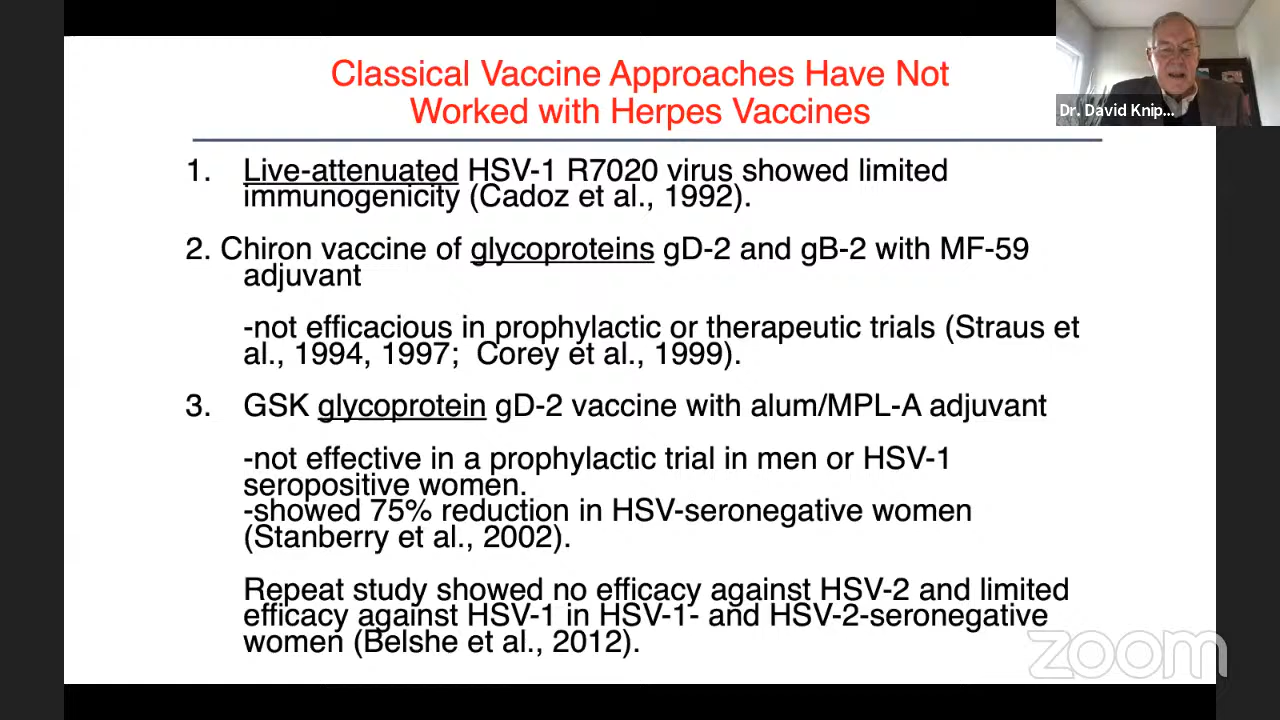 Classical Vaccine Approaches Have Not
Worked with Herpes Vaccines
Dr. David Knip...
1. Live-attenuated HSV-1 R7020 virus showed limited
immunogenicity (Cadoz et al., 1992).
2. Chiron vaccine of glycoproteins gD-2 and gB-2 with MF-59
adjuvant
-not efficacious in prophylactic or therapeutic trials (Straus et
al., 1994, 1997; Corey et al., 1999).
3. GSK glycoprotein gD-2 vaccine with alum/MPL-A adjuvant
-not effective in a prophylactic trial in men or HSV-1
seropositive women.
-showed 75% reduction in HSV-seronegative women
(Stanberry et al., 2002).
Repeat study showed no efficacy against HSV-2 and limited
efficacy against HSV-1 in HSV-1- and HSV-2-seronegative
women (Belshe et al., 2012).
zoom